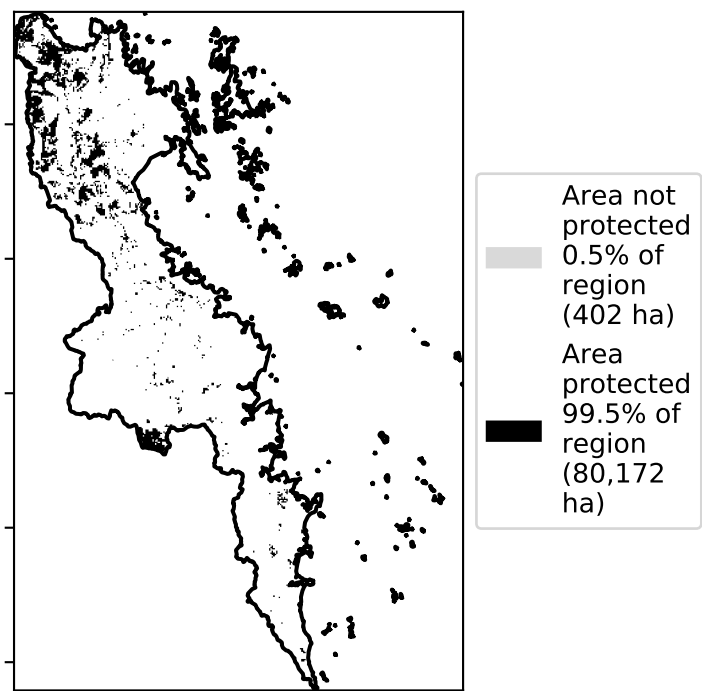 Area not
protected
0.5% of
region
(402 ha)
Area
protected
99.5% of
region
(80,172
ha)